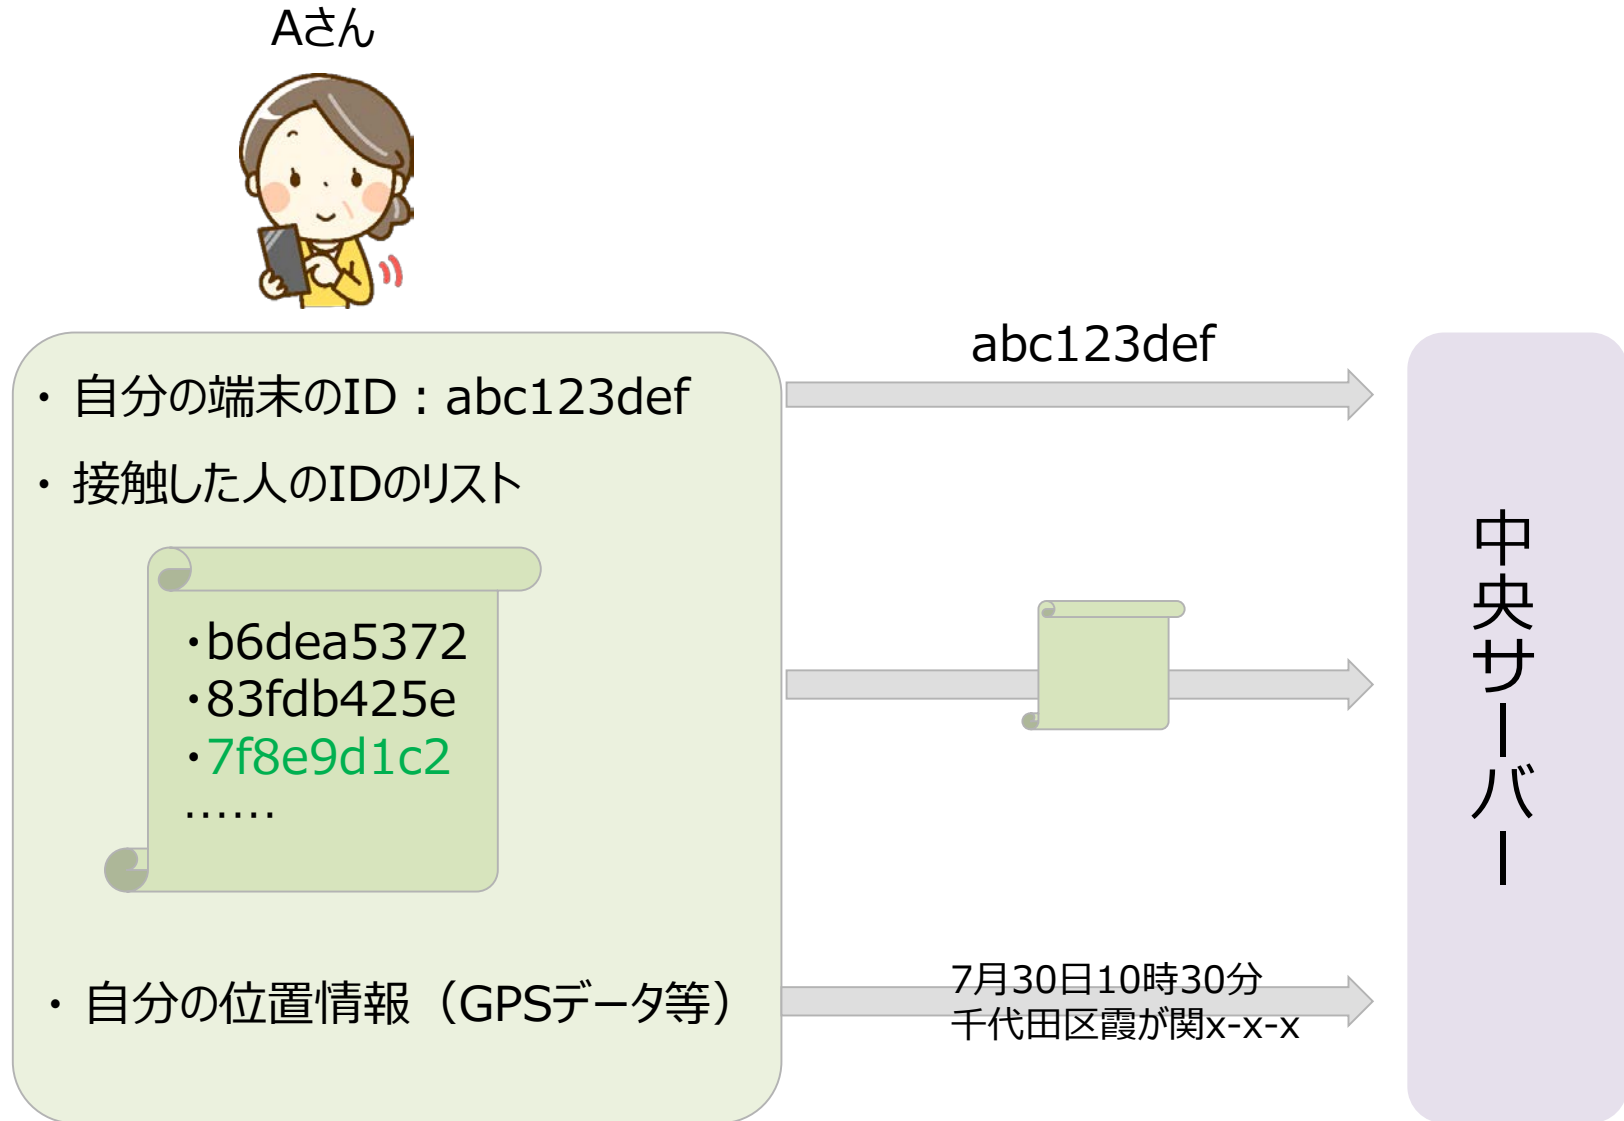 Aさん
・ 自分の端末のID：abc123def
・ 接触した人のIDのリスト
・b6dea5372
・83fdb425e
・7f8e9d1c2
……
・ 自分の位置情報（GPSデータ等）
abc123def
7月30日10時30分
千代田区霞が関x-x-x
中央サーバー